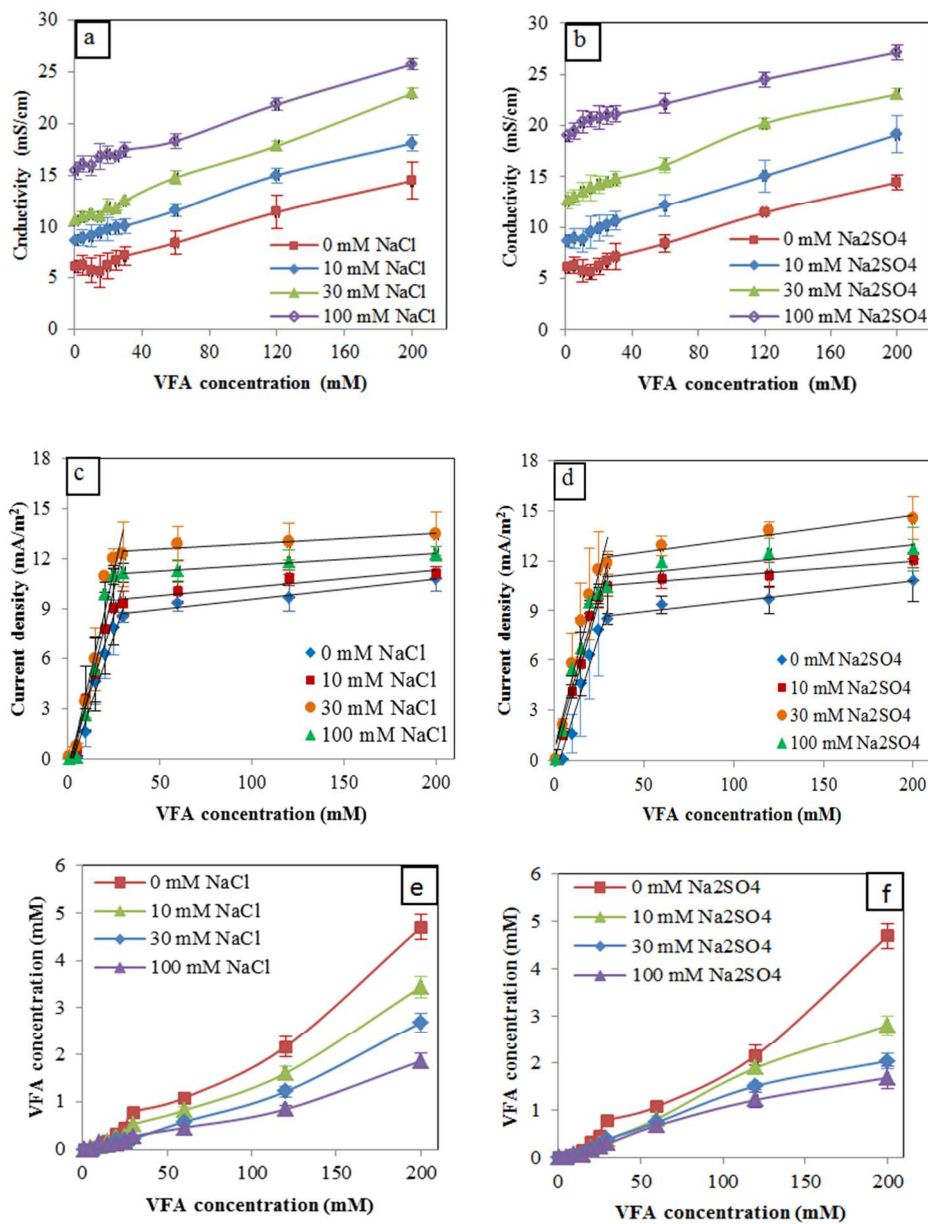 a
Cnductivity (mS/cm)
30
25
20
15
10
5
0
0 mM NaCl
10 mM NaCl
30 mM NaCl
100 mM NaCl
0 40 80 120 160 200
VFA concentration (mM)
b
Conductivity (mS/cm)
30
25
20
15
10
5
0
0 mM Na2SO4
10 mM Na2SO4
30 mM Na2SO4
100 mM Na2SO4
0 40 80 120 160 200
VFA concentration (mM)
c
Current density (mA/m²)
18
15
12
9
6
3
0
0 mM NaCl
10 mM NaCl
30 mM NaCl
100 mM NaCl
0 50 100 150 200
VFA concentration (mM)
d
Current density (mA/m²)
18
15
12
9
6
3
0
0 mM Na2SO4
10 mM Na2SO4
30 mM Na2SO4
100 mM Na2SO4
0 50 100 150 200
VFA concentration (mM)
e
VFA concentration (mM)
6
5
4
3
2
1
0
0 mM NaCl
10 mM NaCl
30 mM NaCl
100 mM NaCl
0 50 100 150 200
VFA concentration (mM)
f
VFA concentration (mM)
6
5
4
3
2
1
0
0 mM Na2SO4
10 mM Na2SO4
30 mM Na2SO4
100 mM Na2SO4
0 50 100 150 200
VFA concentration (mM)